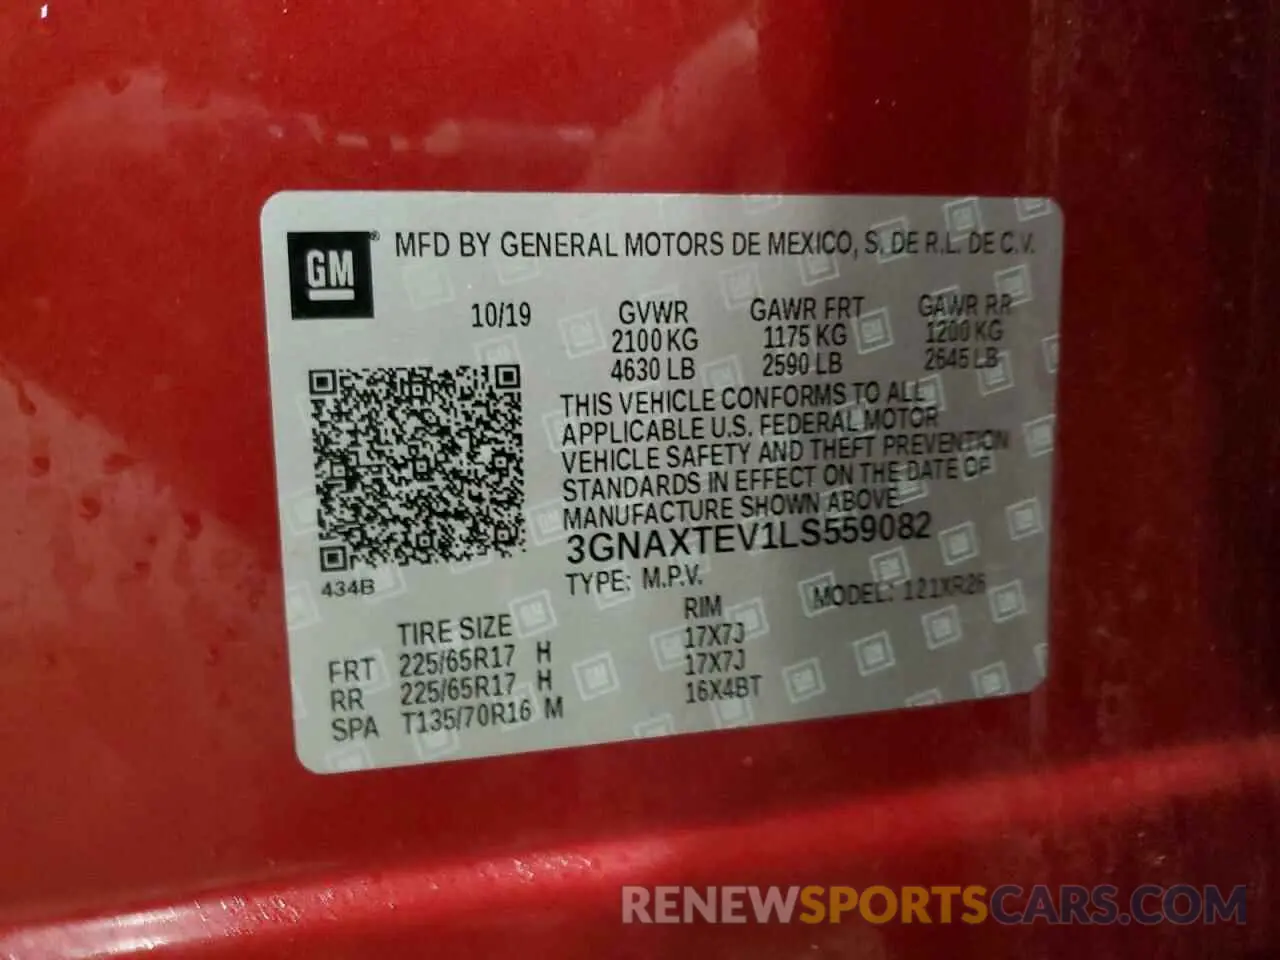 GM® MFD BY GENERAL MOTORS DE MEXICO, S. DE R.L. DE C.V.
10/19 GVWR GAWR FRT GAWR RR
2100 KG 1175 KG 1200 KG
4630 LB 2590 LB 2645 LB
THIS VEHICLE CONFORMS TO ALL
APPLICABLE U.S. FEDERAL MOTOR
VEHICLE SAFETY AND THEFT PREVENTION
STANDARDS IN EFFECT ON THE DATE OF
MANUFACTURE SHOWN ABOVE.
3GNAXTEV1LS559082
434B TYPE: M.P.V. MODEL: 121XR26
TIRE SIZE RIM
FRT 225/65R17 H 17X7J
RR 225/65R17 H 17X7J
SPA T135/70R16 M 16X4BT
RENEWSPORTSCARS.COM